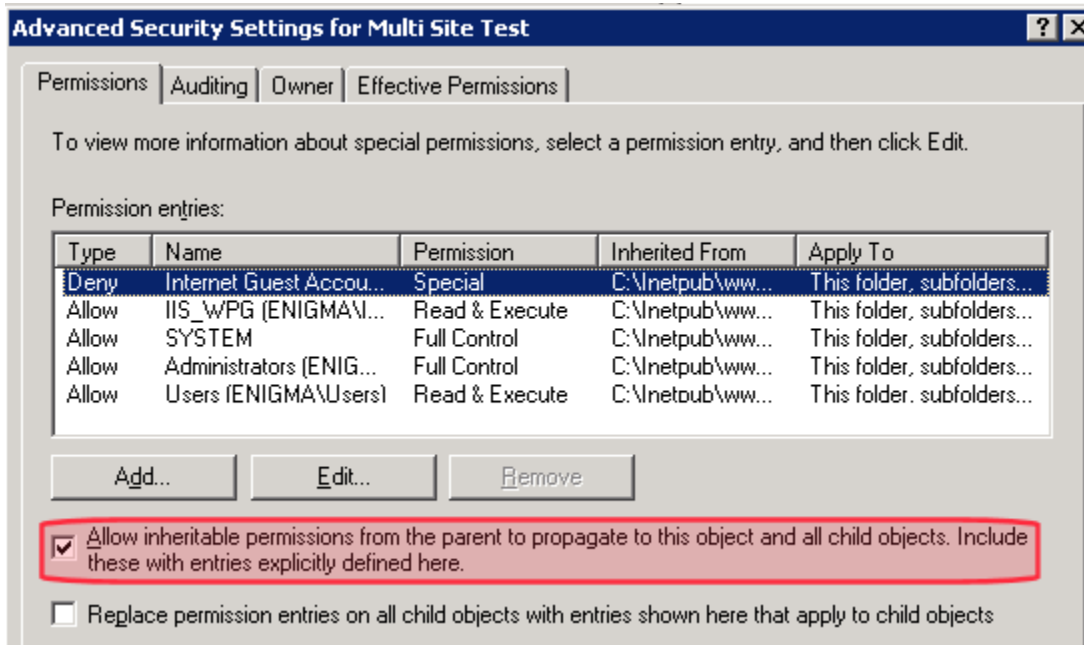 Advanced Security Settings for Multi Site Test
Permissions Auditing Owner Effective Permissions
To view more information about special permissions, select a permission entry, and then click Edit.
Permission entries:
Type Name Permission Inherited From Apply To
Deny Internet Guest Accou... Special C:\Inetpub\ww... This folder, subfolders...
Allow IIS_WPG (ENIGMA\I... Read & Execute C:\Inetpub\ww... This folder, subfolders...
Allow SYSTEM Full Control C:\Inetpub\ww... This folder, subfolders...
Allow Administrators (ENIG... Full Control C:\Inetpub\ww... This folder, subfolders...
Allow Users (ENIGMA\Users) Read & Execute C:\Inetpub\ww... This folder, subfolders...
Add... Edit... Remove
Allow inheritable permissions from the parent to propagate to this object and all child objects. Include
these with entries explicitly defined here.
Replace permission entries on all child objects with entries shown here that apply to child objects